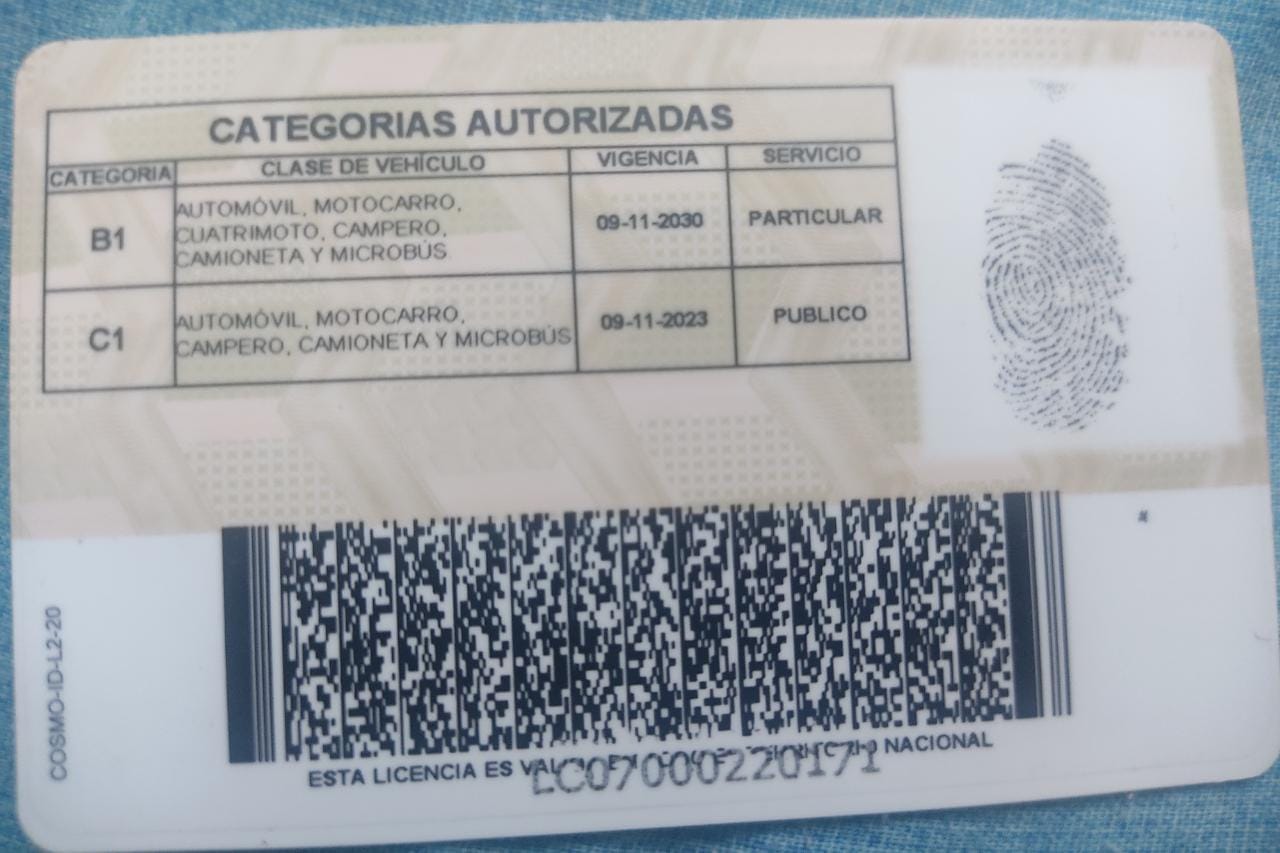 CATEGORIAS AUTORIZADAS
CATEGORIA CLASE DE VEHÍCULO VIGENCIA SERVICIO
B1
AUTOMÓVIL, MOTOCARRO,
CUATRIMOTO, CAMPERO,
CAMIONETA Y MICROBÚS
09-11-2030 PARTICULAR
C1
AUTOMÓVIL, MOTOCARRO,
CAMPERO, CAMIONETA Y MICROBÚS
09-11-2023 PUBLICO
COSMO-ID-L2-20
ESTA LICENCIA ES NACIONAL
LC07000220171